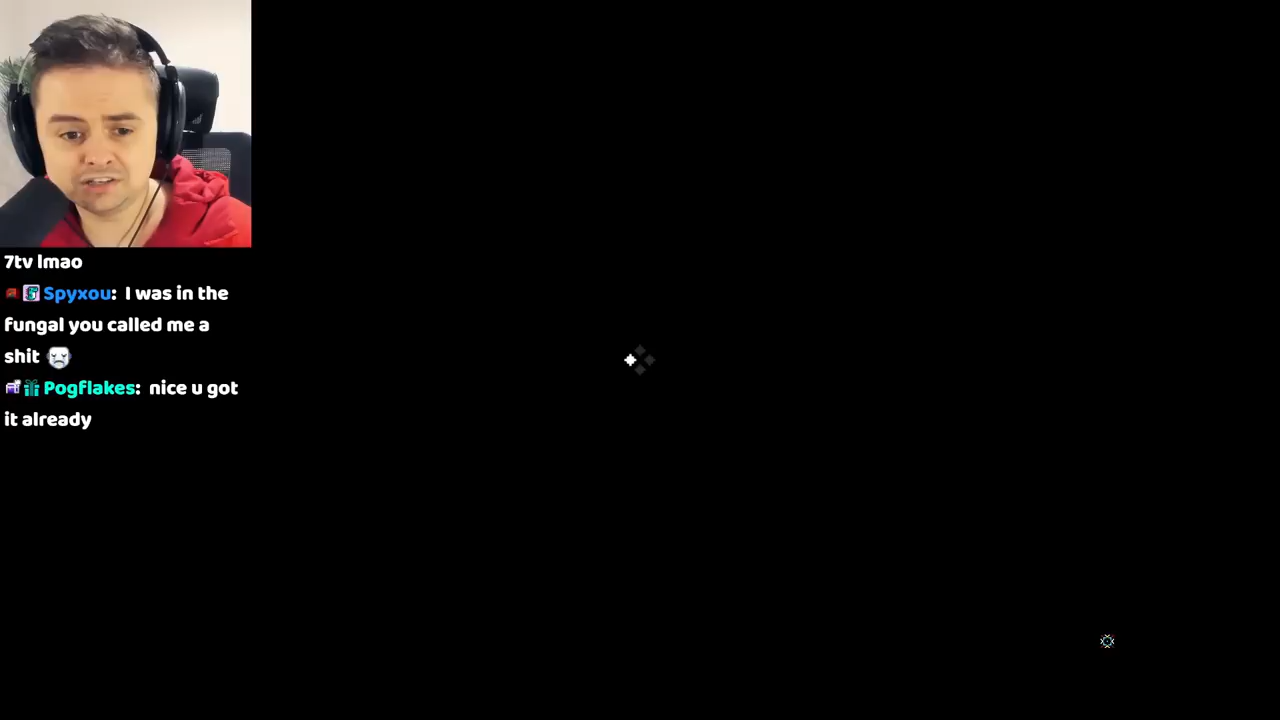 7tv lmao
Spyxou: I was in the
fungal you called me a
shit
Pogflakes: nice u got
it already